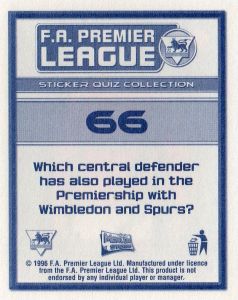 F.A. PREMIER
LEAGUE
STICKER QUIZ COLLECTION
66
Which central defender
has also played in the
Premiership with
Wimbledon and Spurs?
© 1996 F.A. Premier League Ltd. Manufactured under licence
from the F.A. Premier League Ltd. This product is not
endorsed by any individual player or manager.